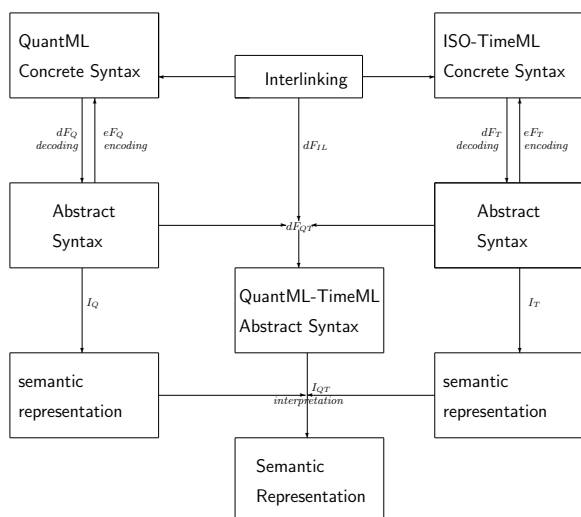 QuantML
Concrete Syntax
Interlinking
ISO-TimeML
Concrete Syntax
dF_Q
decoding
eF_Q
encoding
dF_IL
dF_T
decoding
eF_T
encoding
Abstract
Syntax
dF_QT
Abstract
Syntax
I_Q
QuantML-TimeML
Abstract Syntax
I_T
semantic
representation
I_QT
interpretation
semantic
representation
Semantic
Representation